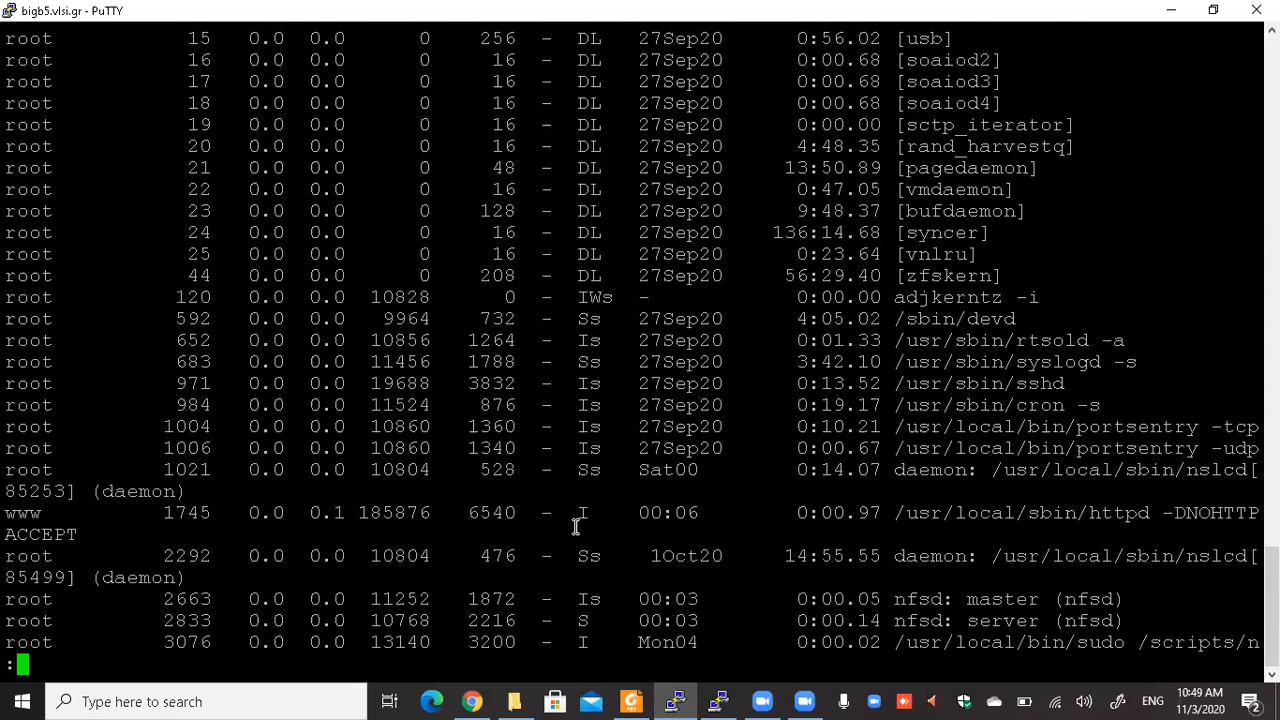 bigb5.vlsi.gr - PuTTY
root 15 0.0 0.0 0 256 - DL 27Sep20 0:56.02 [usb]
root 16 0.0 0.0 0 16 - DL 27Sep20 0:00.68 [soaiod2]
root 17 0.0 0.0 0 16 - DL 27Sep20 0:00.68 [soaiod3]
root 18 0.0 0.0 0 16 - DL 27Sep20 0:00.68 [soaiod4]
root 19 0.0 0.0 0 16 - DL 27Sep20 0:00.00 [sctp_iterator]
root 20 0.0 0.0 0 16 - DL 27Sep20 4:48.35 [rand_harvestq]
root 21 0.0 0.0 0 48 - DL 27Sep20 13:50.89 [pagedaemon]
root 22 0.0 0.0 0 16 - DL 27Sep20 0:47.05 [vmdaemon]
root 23 0.0 0.0 0 128 - DL 27Sep20 9:48.37 [bufdaemon]
root 24 0.0 0.0 0 16 - DL 27Sep20 136:14.68 [syncer]
root 25 0.0 0.0 0 16 - DL 27Sep20 0:23.64 [vnlru]
root 44 0.0 0.0 0 208 - DL 27Sep20 56:29.40 [zfskern]
root 120 0.0 0.0 10828 0 - IWs - 0:00.00 adjkerntz -i
root 592 0.0 0.0 9964 732 - Ss 27Sep20 4:05.02 /sbin/devd
root 652 0.0 0.0 10856 1264 - Is 27Sep20 0:01.33 /usr/sbin/rtsold -a
root 683 0.0 0.0 11456 1788 - Ss 27Sep20 3:42.10 /usr/sbin/syslogd -s
root 971 0.0 0.0 19688 3832 - Is 27Sep20 0:13.52 /usr/sbin/sshd
root 984 0.0 0.0 11524 876 - Is 27Sep20 0:19.17 /usr/sbin/cron -s
root 1004 0.0 0.0 10860 1360 - Is 27Sep20 0:10.21 /usr/local/bin/portsentry -tcp
root 1006 0.0 0.0 10860 1340 - Is 27Sep20 0:00.67 /usr/local/bin/portsentry -udp
root 1021 0.0 0.0 10804 528 - Ss Sat00 0:14.07 daemon: /usr/local/sbin/nslcd[
85253] (daemon)
www 1745 0.0 0.1 185876 6540 - I 00:06 0:00.97 /usr/local/sbin/httpd -DNOHTTP
ACCEPT
root 2292 0.0 0.0 10804 476 - Ss 1Oct20 14:55.55 daemon: /usr/local/sbin/nslcd[
85499] (daemon)
root 2663 0.0 0.0 11252 1872 - Is 00:03 0:00.05 nfsd: master (nfsd)
root 2833 0.0 0.0 10768 2216 - S 00:03 0:00.14 nfsd: server (nfsd)
root 3076 0.0 0.0 13140 3200 - I Mon04 0:00.02 /usr/local/bin/sudo /scripts/n
:
Type here to search
ENG
10:49 AM
11/3/2020
2